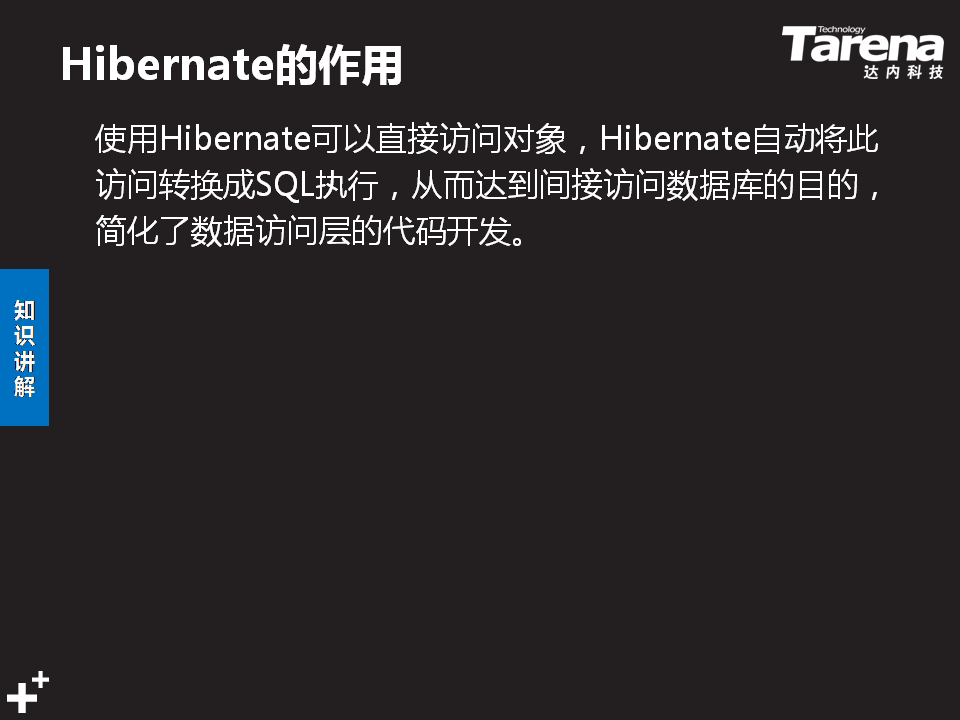 Hibernate的作用
Technology
Tarena
达内科技
使用Hibernate可以直接访问对象，Hibernate自动将此
访问转换成SQL执行，从而达到间接访问数据库的目的，
简化了数据访问层的代码开发。
知
识
讲
解